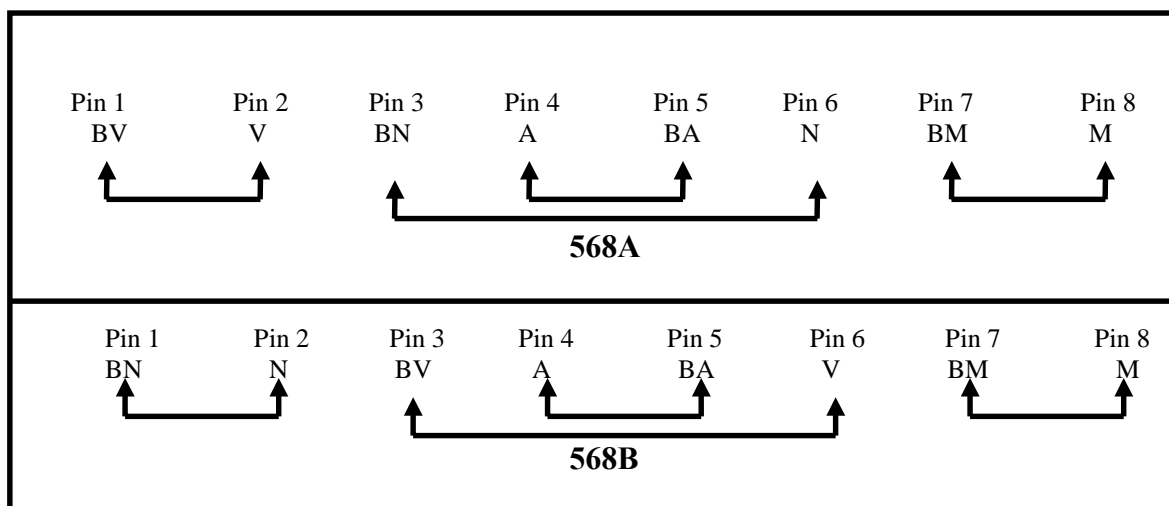 Pin 1 Pin 2 Pin 3 Pin 4 Pin 5 Pin 6 Pin 7 Pin 8
BV V BN A BA N BM M
568A
Pin 1 Pin 2 Pin 3 Pin 4 Pin 5 Pin 6 Pin 7 Pin 8
BN N BV A BA V BM M
568B